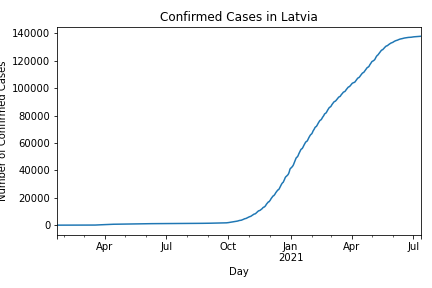 Confirmed Cases in Latvia
140000
120000
100000
80000
60000
40000
20000
0
Number of Confirmed Cases
Apr
Jul
Oct
Jan
2021
Apr
Jul
Day